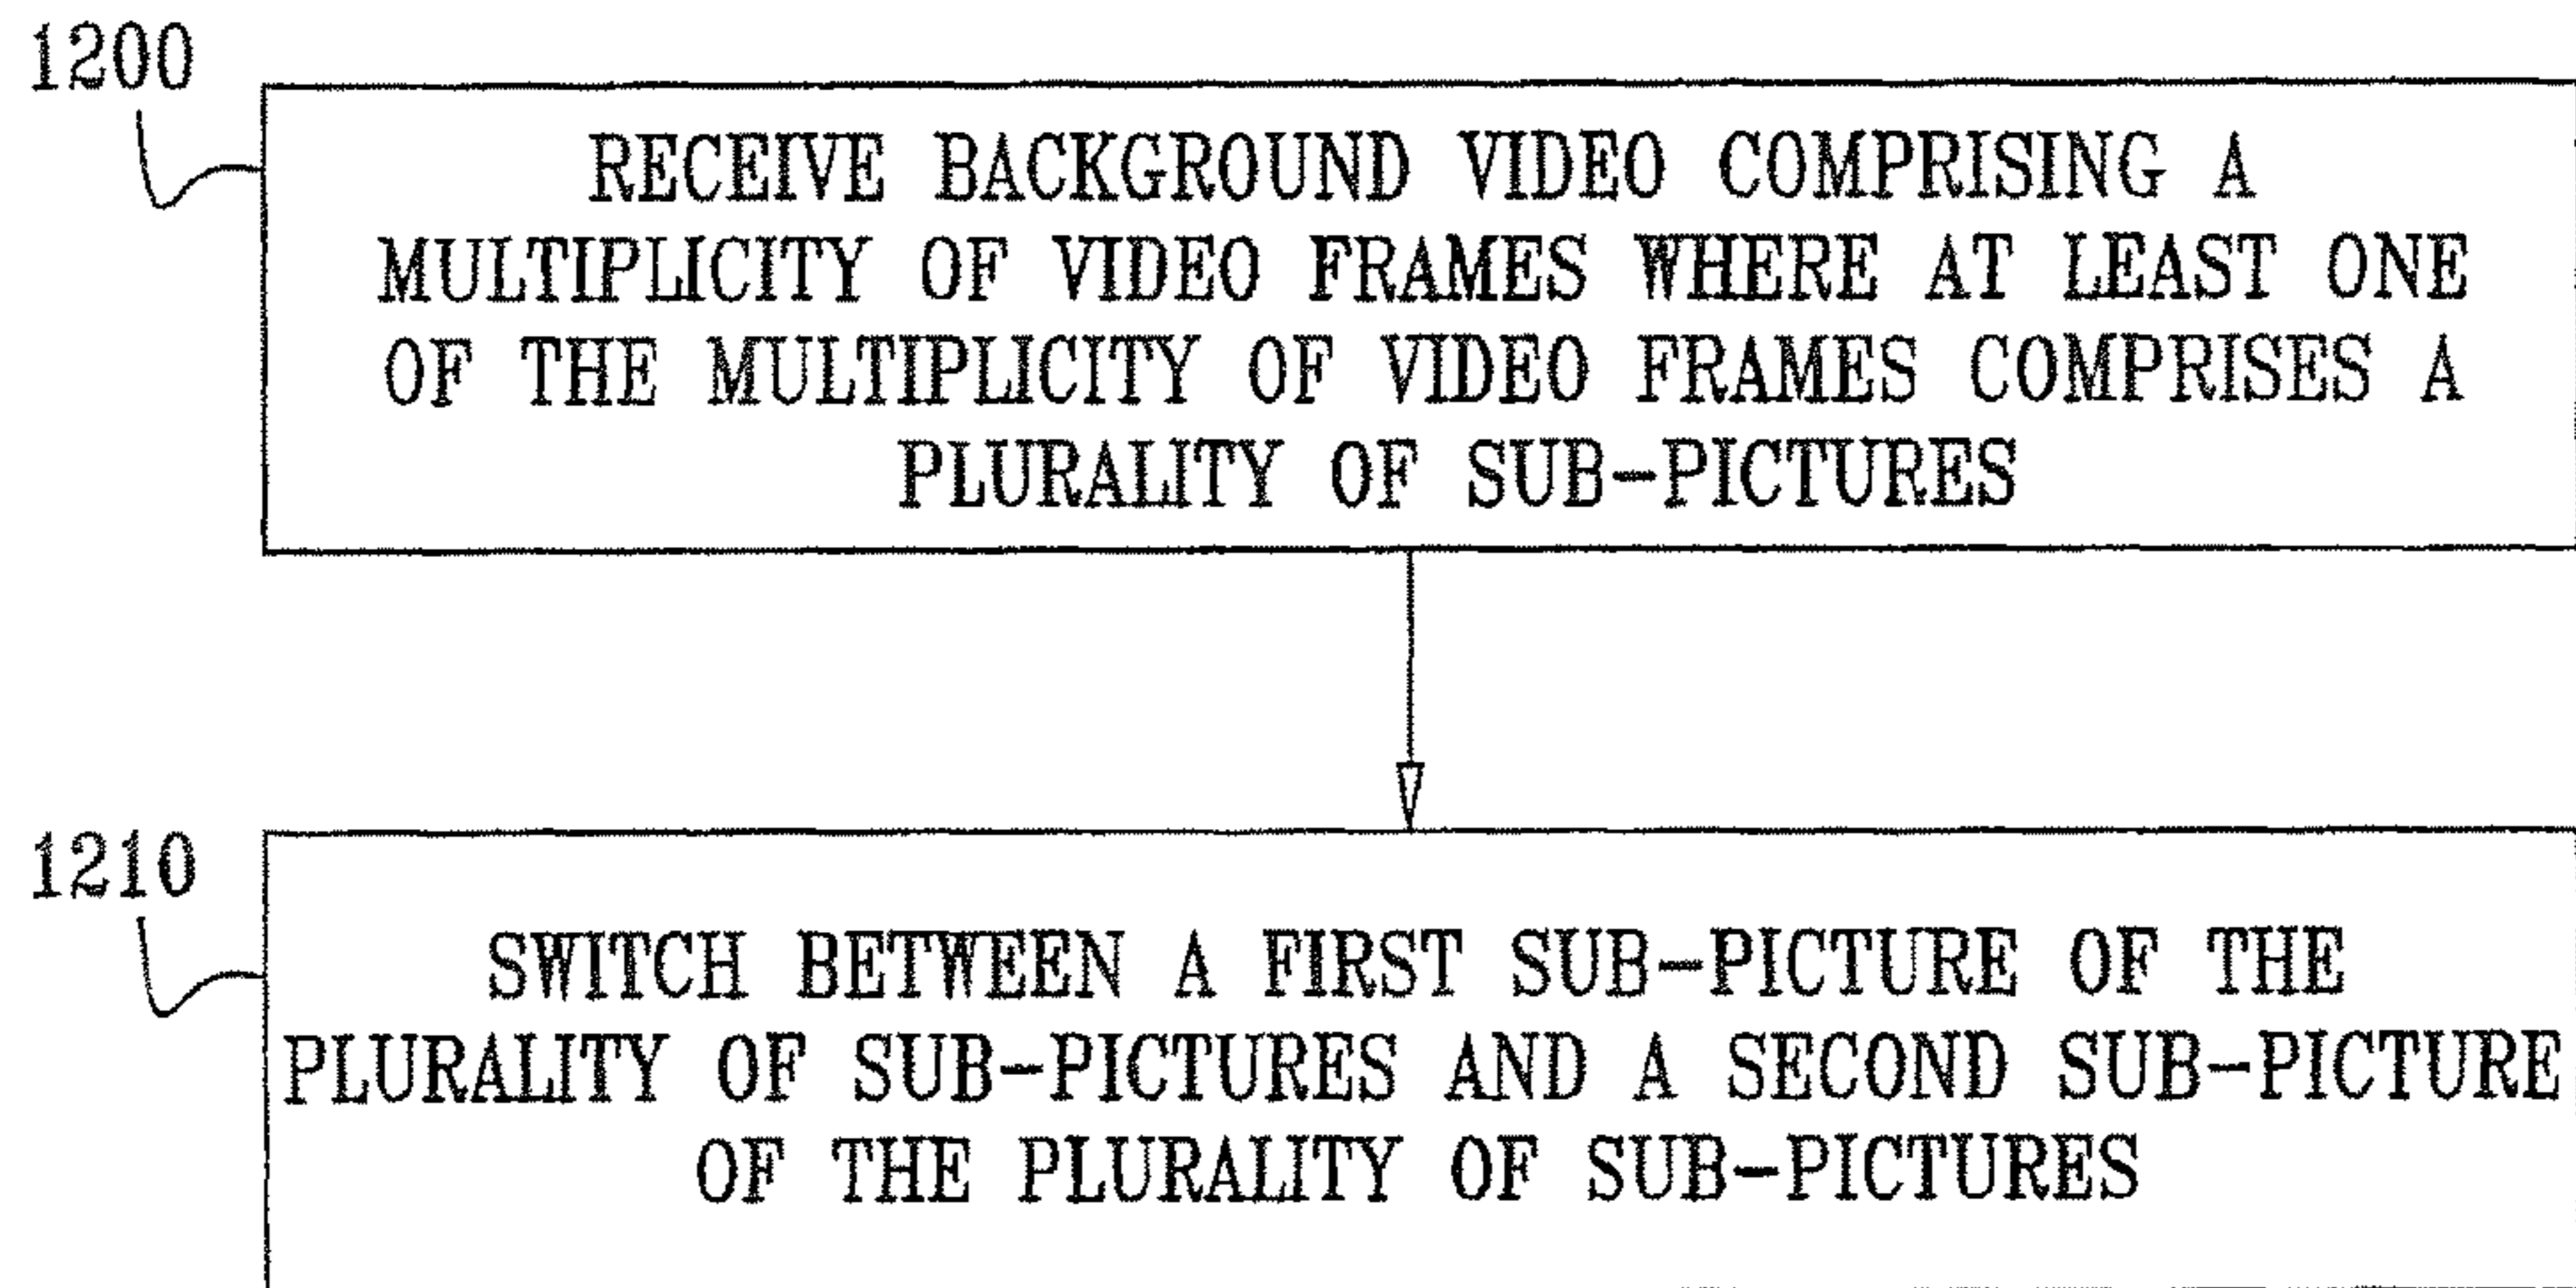 1200
RECEIVE BACKGROUND VIDEO COMPRISING A
MULTIPLICITY OF VIDEO FRAMES WHERE AT LEAST ONE
OF THE MULTIPLICITY OF VIDEO FRAMES COMPRISES A
PLURALITY OF SUB-PICTURES
1210
SWITCH BETWEEN A FIRST SUB-PICTURE OF THE
PLURALITY OF SUB-PICTURES AND A SECOND SUB-PICTURE
OF THE PLURALITY OF SUB-PICTURES